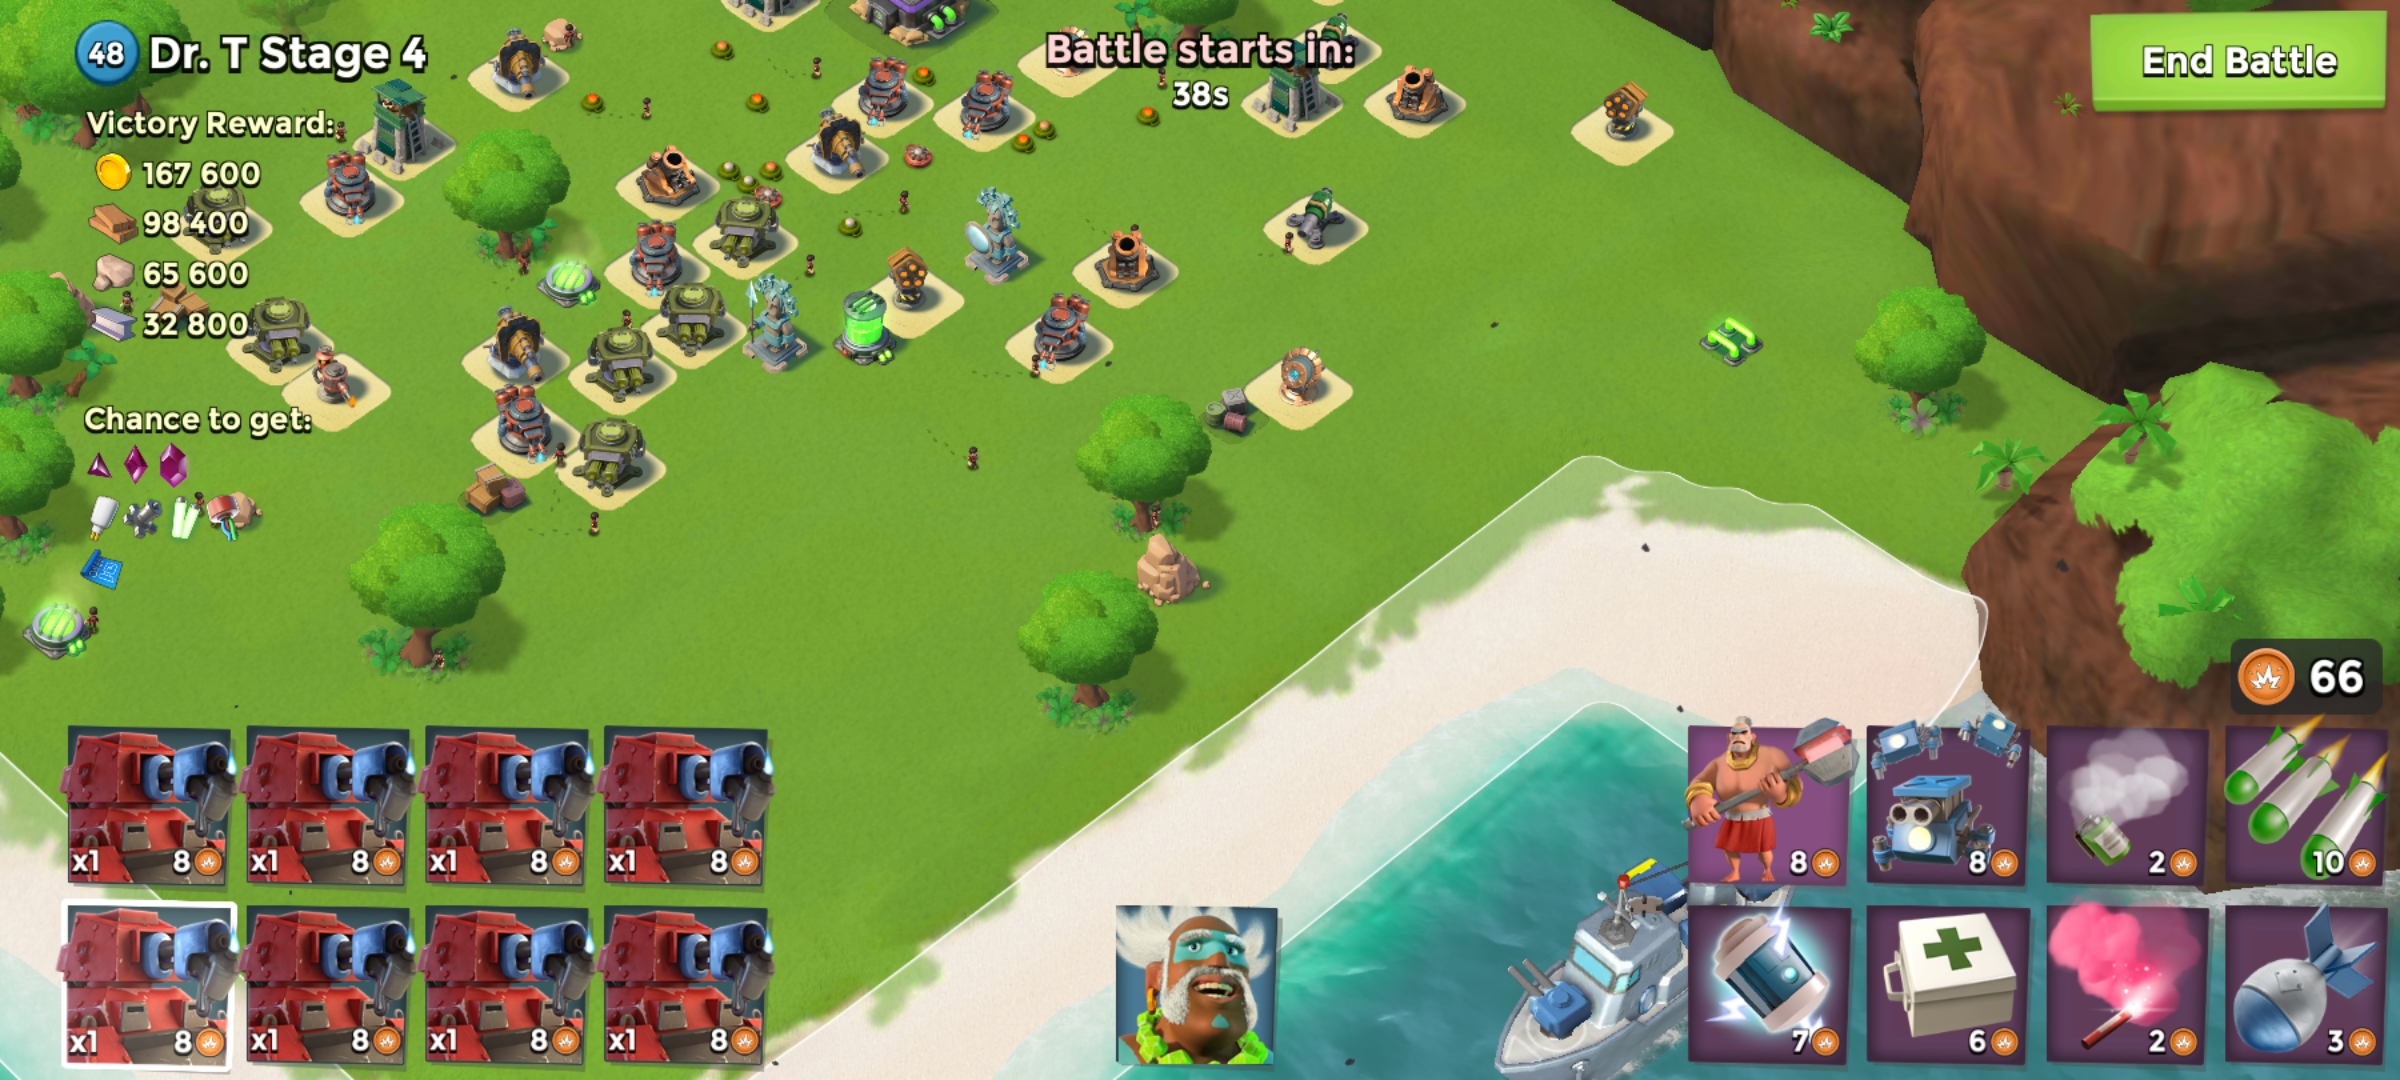 48 Dr. T Stage 4
Battle starts in:
38s
End Battle
Victory Reward:
167 600
98 400
65 600
32 800
Chance to get:
66
x1 8 x1 8 x1 8 x1 8
8 8 2 10
x1 8 x1 8 x1 8 x1 8
7 6 2 3